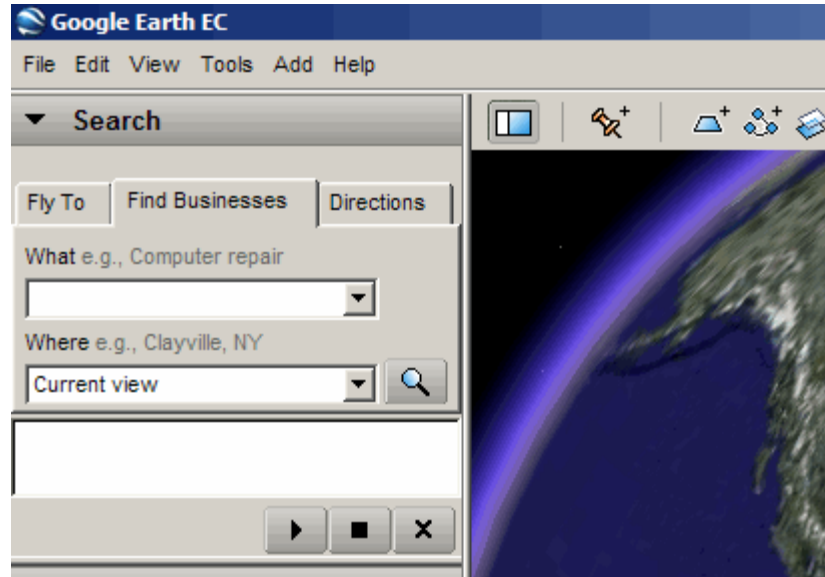 Google Earth EC
File Edit View Tools Add Help
Search
Fly To Find Businesses Directions
What e.g., Computer repair
Where e.g., Clayville, NY
Current view